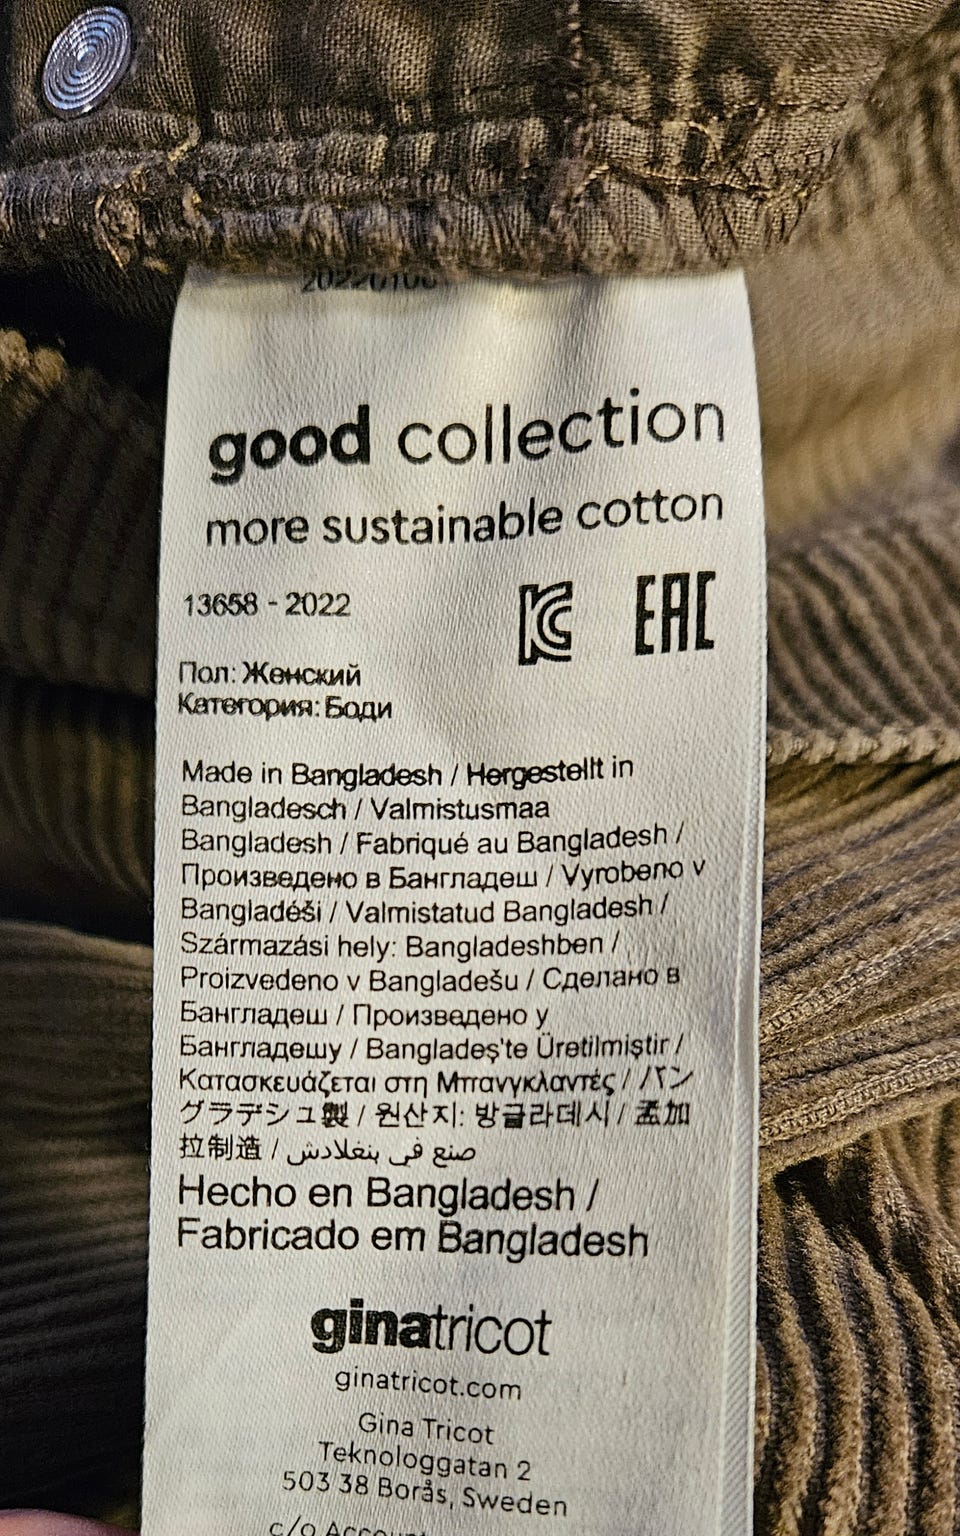 good collection
more sustainable cotton
13658 - 2022
EAC
Пол: Женский
Категория: Боди
Made in Bangladesh / Hergestellt in
Bangladesch / Valmistusmaa
Bangladesh / Fabriqué au Bangladesh /
Произведено в Бангладеш / Vyrobeno v
Bangladéši / Valmistatud Bangladesh /
Származási hely: Bangladeshben /
Proizvedeno v Bangladešu / Сделано в
Бангладеш / Произведено у
Бангладешу / Bangladeş'te Üretilmiştir /
Κατασκευάζεται στη Μπανγκλαντές / バン
グラデシュ製 / 원산지: 방글라데시 / 孟加
拉制造 / صنع في بنغلادش
Hecho en Bangladesh /
Fabricado em Bangladesh
ginatricot
ginatricot.com
Gina Tricot
Teknologgatan 2
503 38 Borås, Sweden
c/o